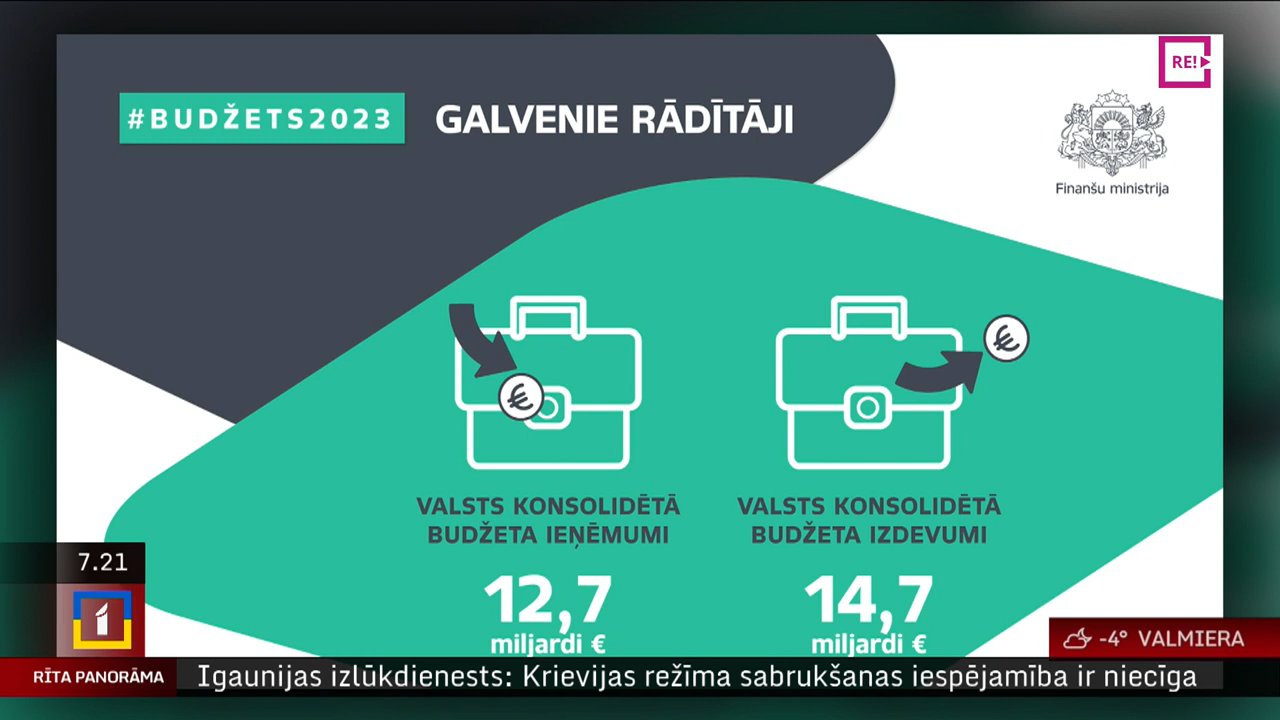 RE!
#BUDŽETS2023 GALVENIE RĀDĪTĀJI
Finanšu ministrija
€
€
VALSTS KONSOLIDĒTĀ
BUDŽETA IEŅĒMUMI
12,7
miljardi €
VALSTS KONSOLIDĒTĀ
BUDŽETA IZDEVUMI
14,7
miljardi €
7.21
1
-4° VALMIERA
RĪTA PANORĀMA
Igaunijas izlūkdienests: Krievijas režīma sabrukšanas iespējamība ir niecīga